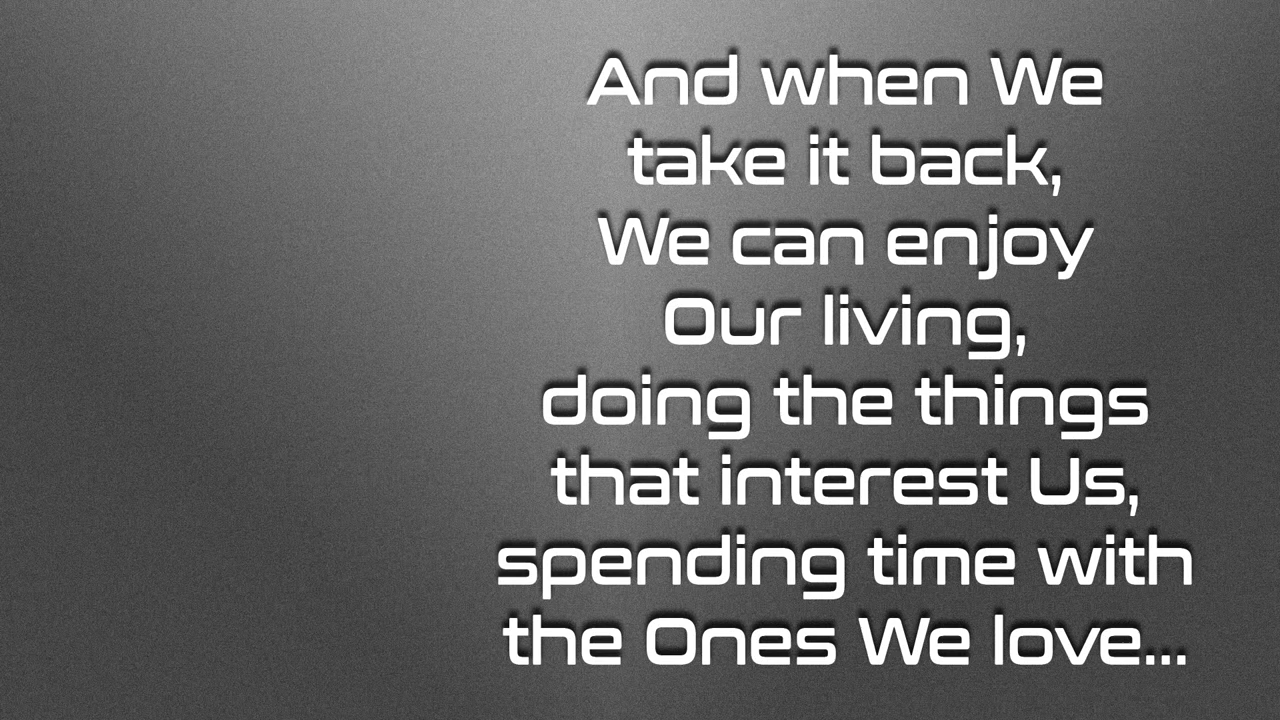 And when We
take it back,
We can enjoy
Our living,
doing the things
that interest Us,
spending time with
the Ones We love...